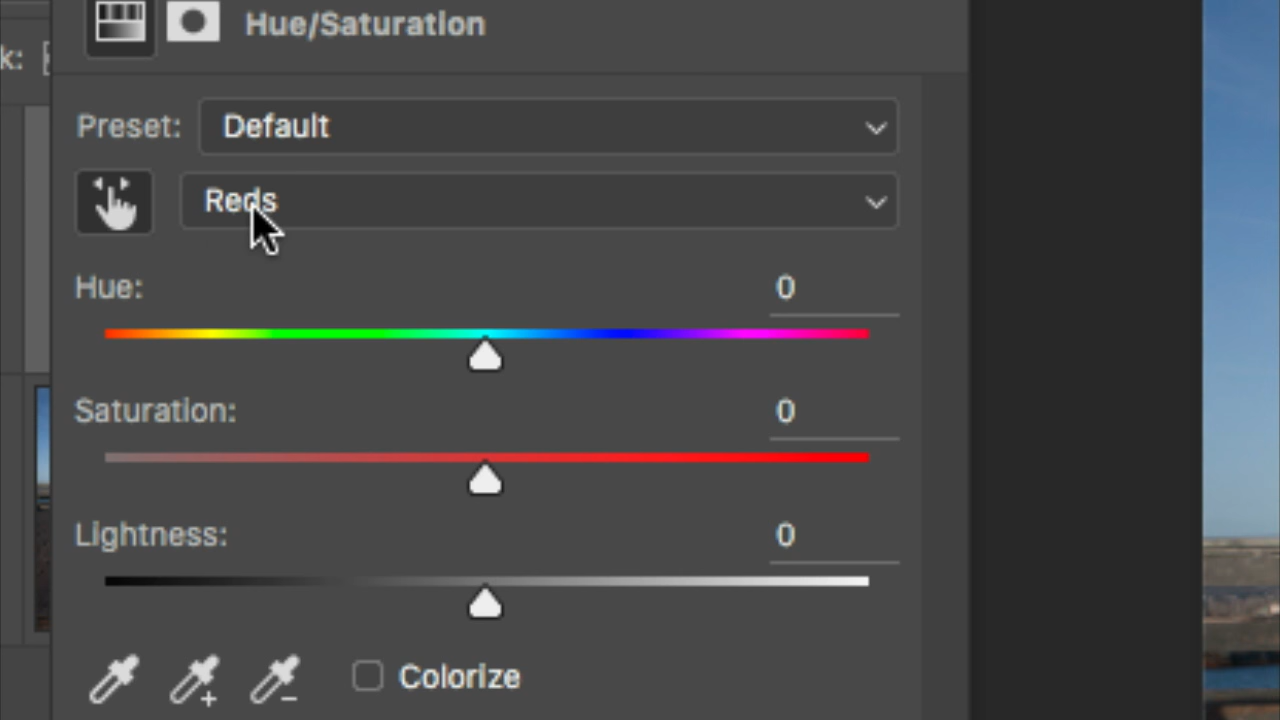 k:
Hue/Saturation
Preset: Default
Reds
Hue: 0
Saturation: 0
Lightness: 0
Colorize